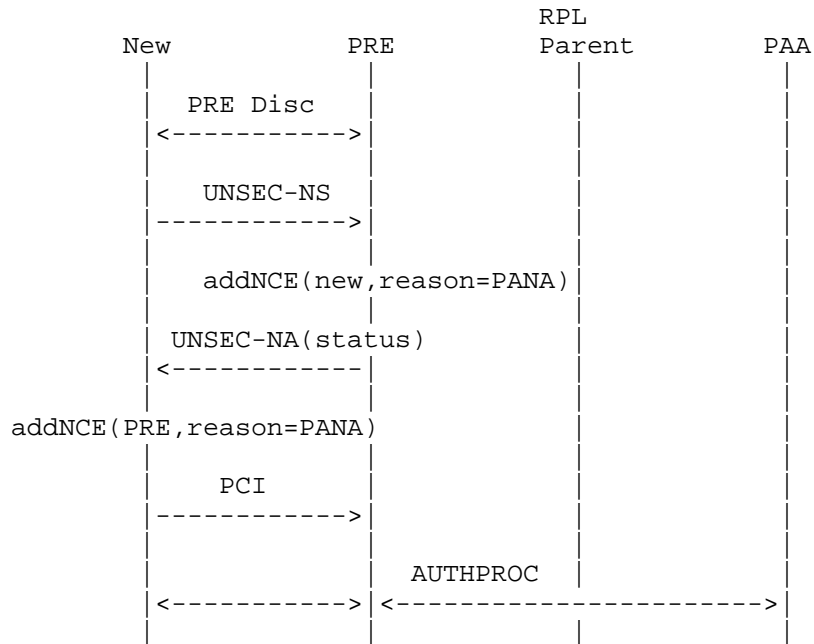 RPL
New PRE Parent PAA
PRE Disc
<----------->
UNSEC-NS
------------>
addNCE(new,reason=PANA)
UNSEC-NA(status)
<------------
addNCE(PRE,reason=PANA)
PCI
------------>
AUTHPROC
<-----------> <----------------------->